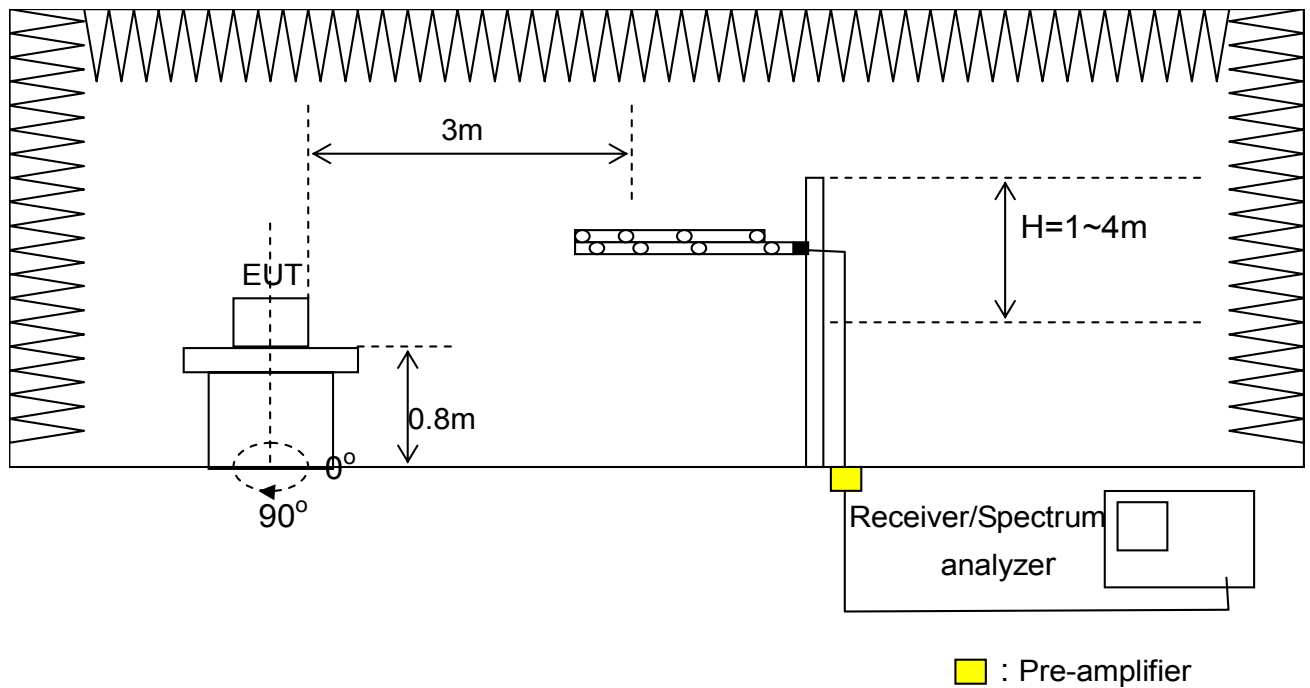 3m
H=1~4m
EUT
0.8m
0°
90°
Receiver/Spectrum
analyzer
: Pre-amplifier